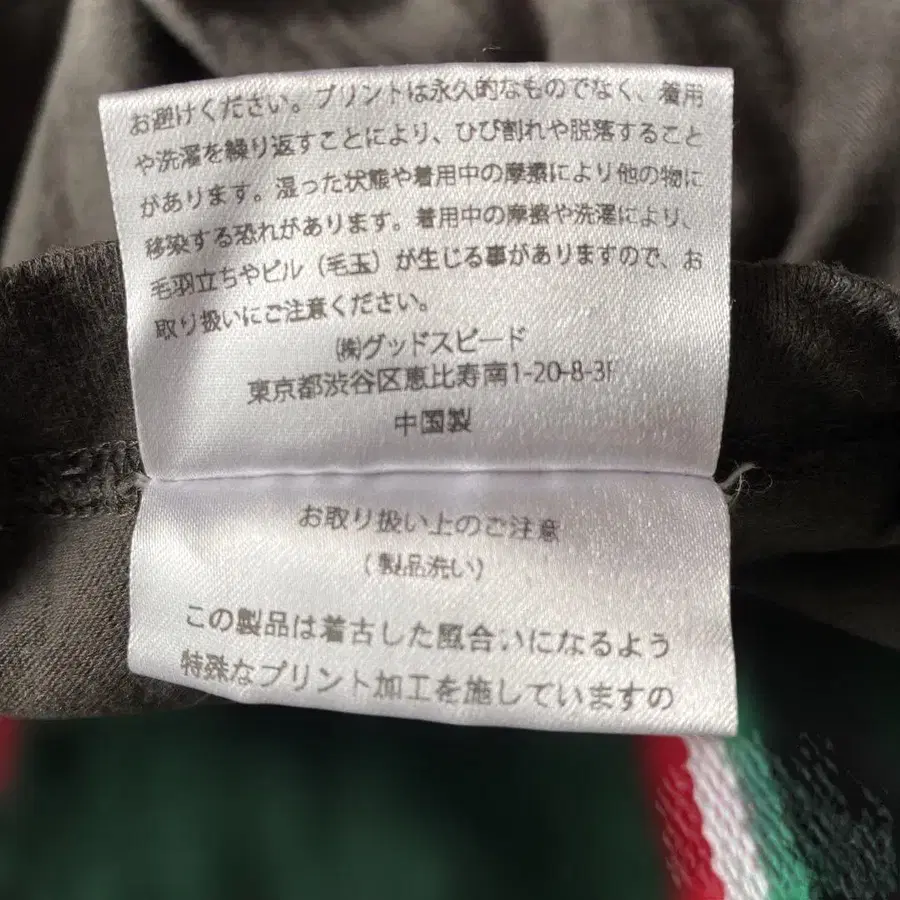 お避けください。プリントは永久的なものでなく、着用
や洗濯を繰り返すことにより、ひび割れや脱落すること
があります。湿った状態や着用中の摩擦により他の物に
移染する恐れがあります。着用中の摩擦や洗濯により、
毛羽立ちやピル（毛玉）が生じる事がありますので、お
取り扱いにご注意ください。
㈱グッドスピード
東京都渋谷区恵比寿南1-20-8-3F
中国製
お取り扱い上のご注意
（製品洗い）
この製品は着古した風合いになるよう
特殊なプリント加工を施していますの